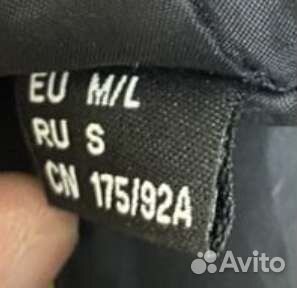 EU M/L
RU S
CN 175/92A
Avito